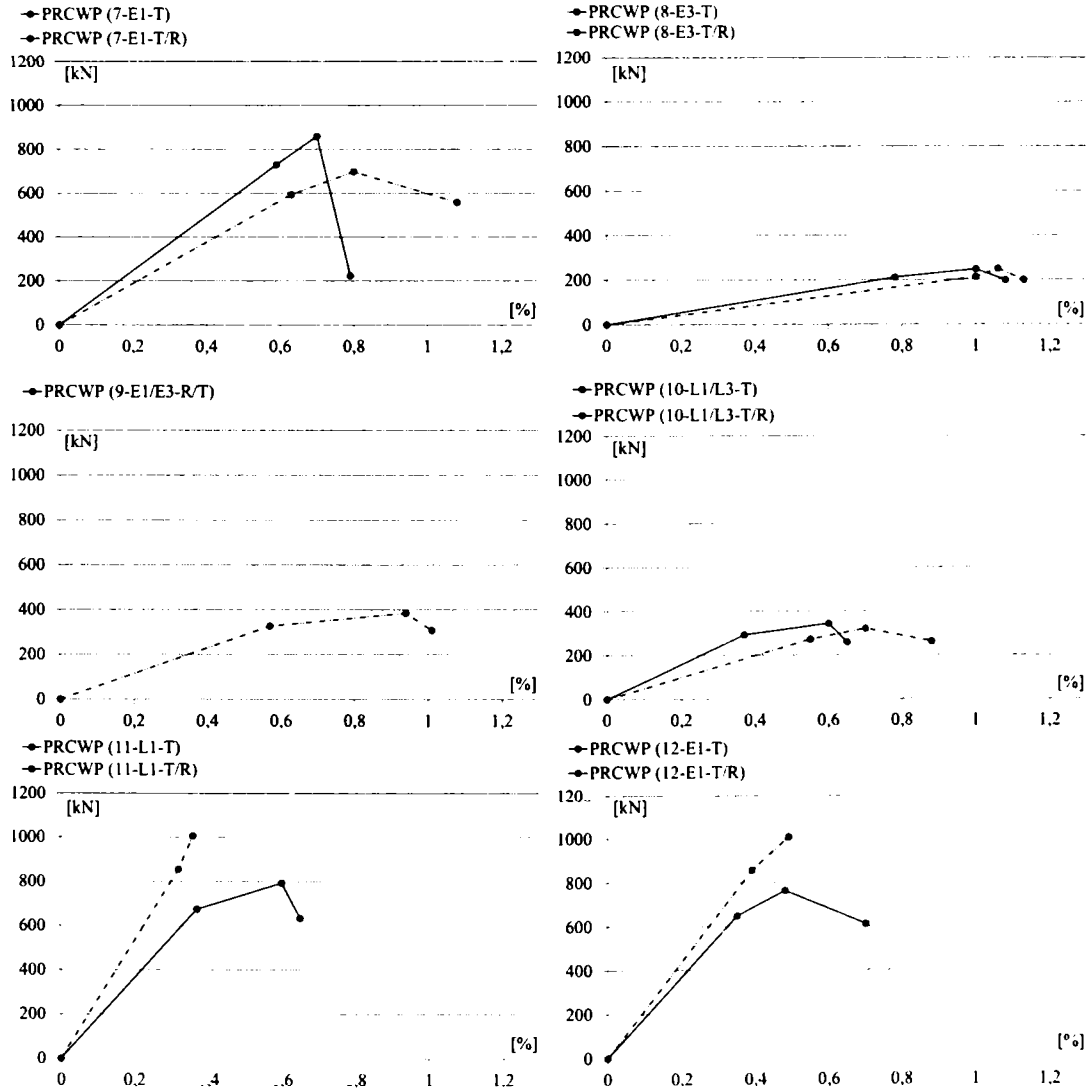 PRCWP (7-E1-T)
PRCWP (7-E1-T/R)
1200
[kN]
1000
800
600
400
200
0
[%]
0 0,2 0,4 0,6 0,8 1 1,2
PRCWP (8-E3-T)
PRCWP (8-E3-T/R)
1200
[kN]
1000
800
600
400
200
0
[%]
0 0,2 0,4 0,6 0,8 1 1,2
PRCWP (9-E1/E3-R/T)
1200
[kN]
1000
800
600
400
200
0
[%]
0 0,2 0,4 0,6 0,8 1 1,2
PRCWP (10-L1/L3-T)
PRCWP (10-L1/L3-T/R)
1200
[kN]
1000
800
600
400
200
0
[%]
0 0,2 0,4 0,6 0,8 1 1,2
PRCWP (11-L1-T)
PRCWP (11-L1-T/R)
1200
[kN]
1000
800
600
400
200
0
[%]
0 0,2 0,4 0,6 0,8 1 1,2
PRCWP (12-E1-T)
PRCWP (12-E1-T/R)
120
[kN]
1000
800
600
400
200
0
[%]
0 0,2 0,4 0,6 0,8 1 1,2